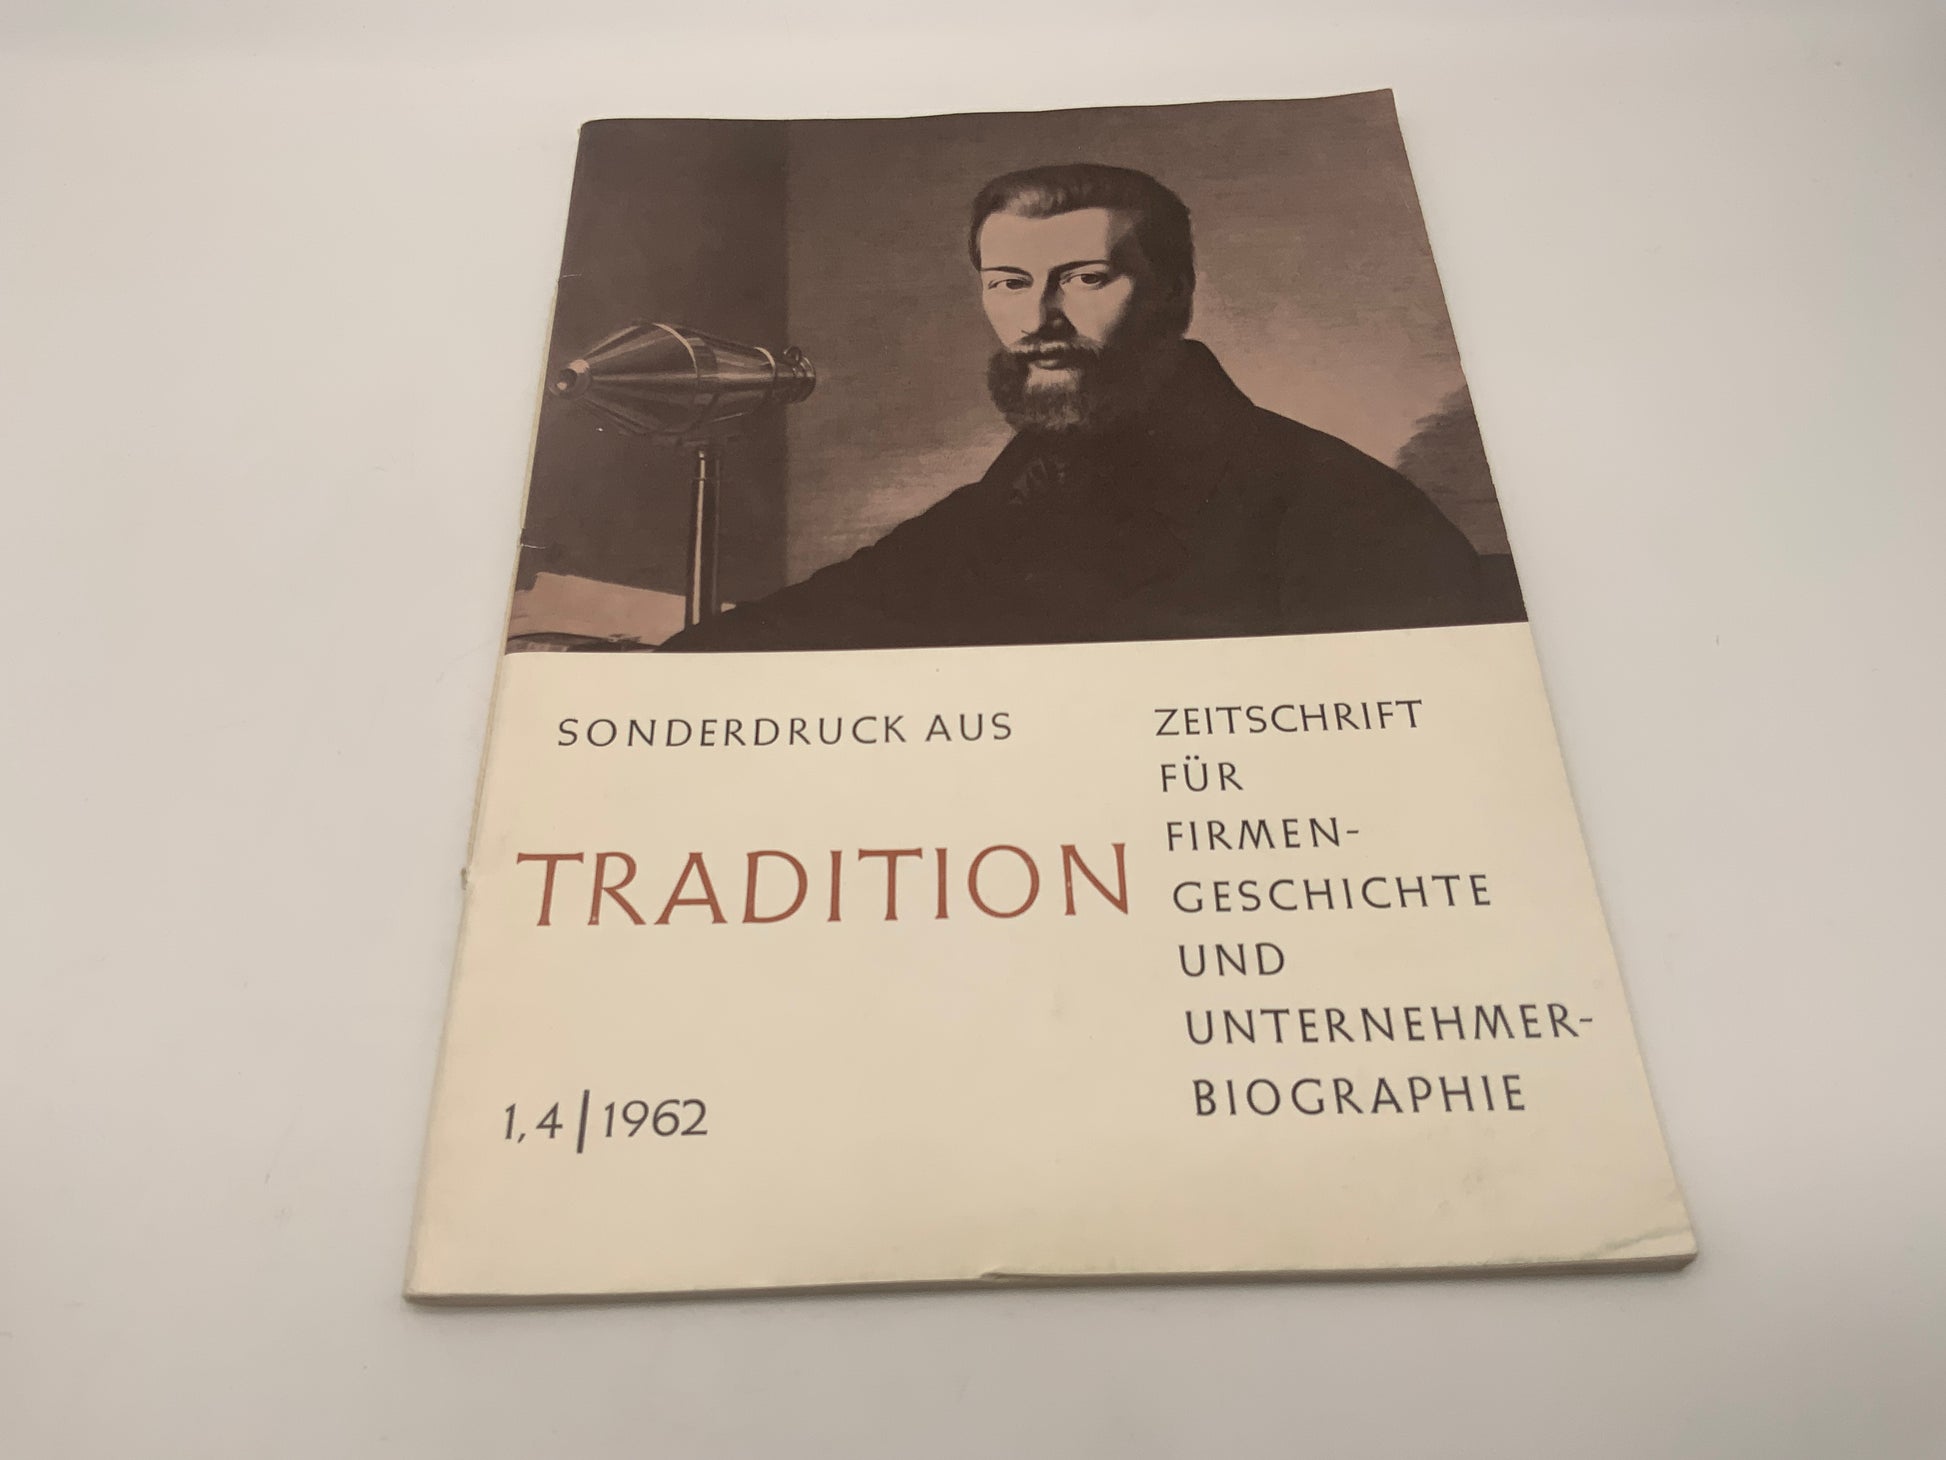 SONDERDRUCK AUS
TRADITION
1,4|1962
ZEITSCHRIFT
FÜR
FIRMEN-
GESCHICHTE
UND
UNTERNEHMER-
BIOGRAPHIE